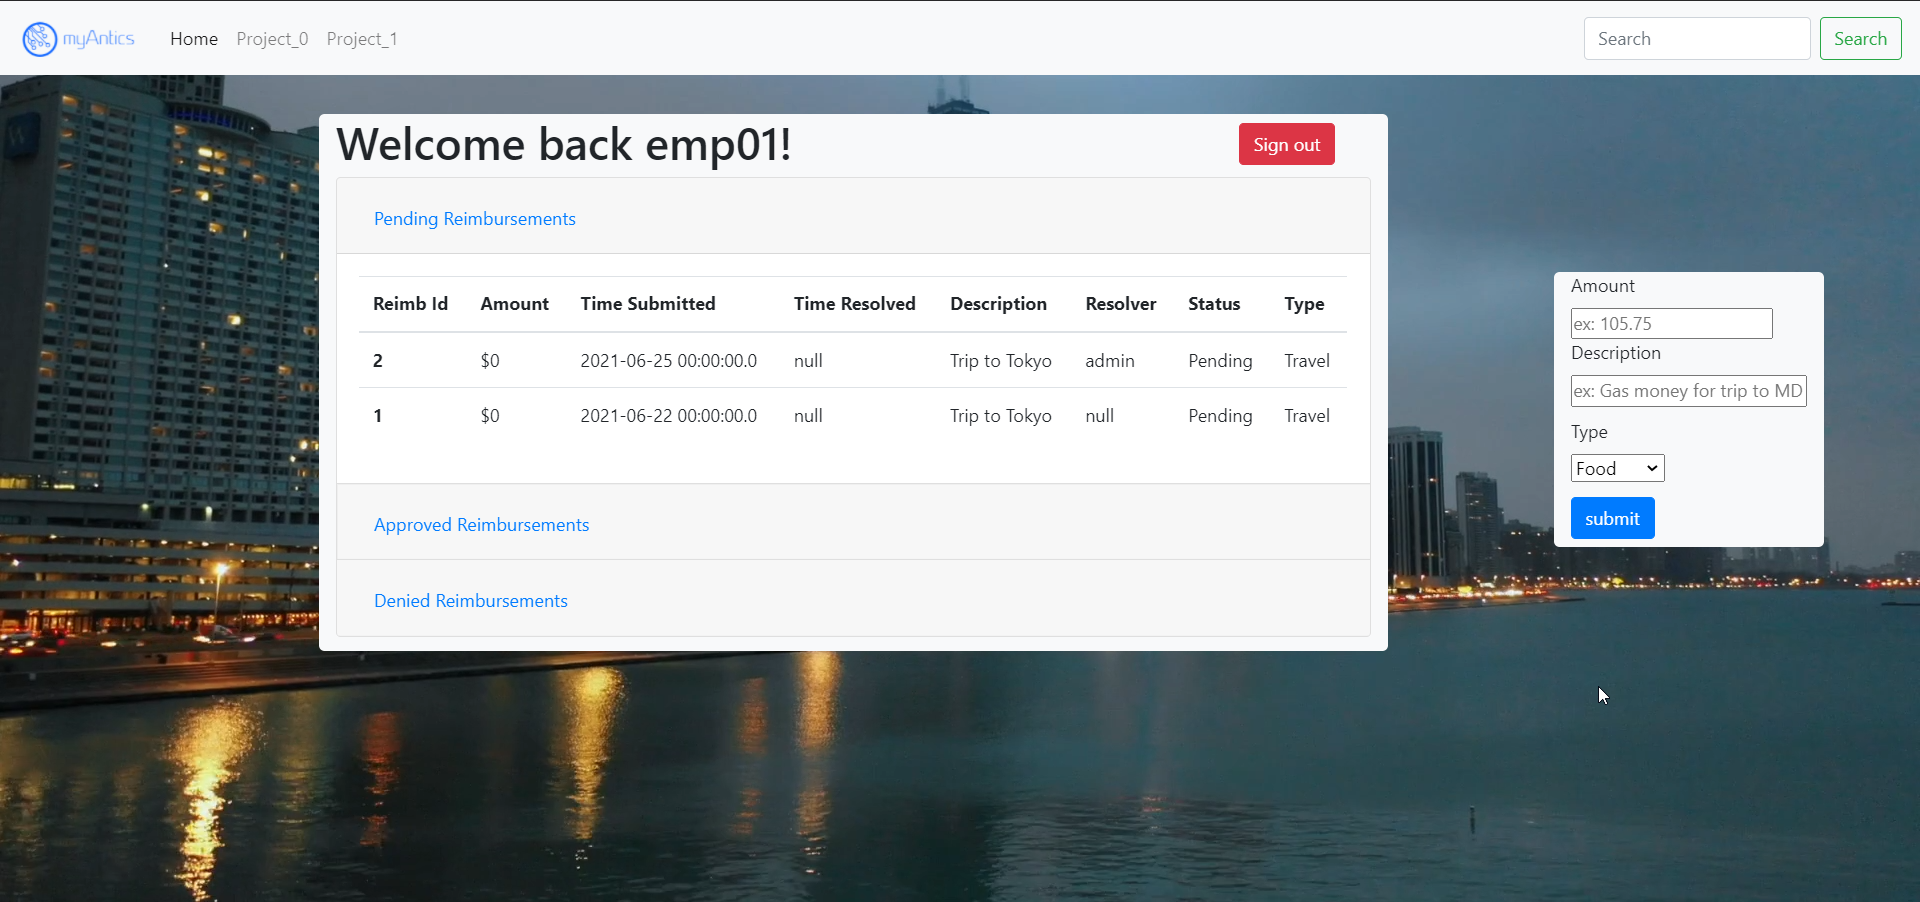 myAntics Home Project_0 Project_1 Search Search
Welcome back emp01! Sign out
Pending Reimbursements
Reimb Id Amount Time Submitted Time Resolved Description Resolver Status Type
2 $0 2021-06-25 00:00:00.0 null Trip to Tokyo admin Pending Travel
1 $0 2021-06-22 00:00:00.0 null Trip to Tokyo null Pending Travel
Approved Reimbursements
Denied Reimbursements
Amount
ex: 105.75
Description
ex: Gas money for trip to MD
Type
Food
submit